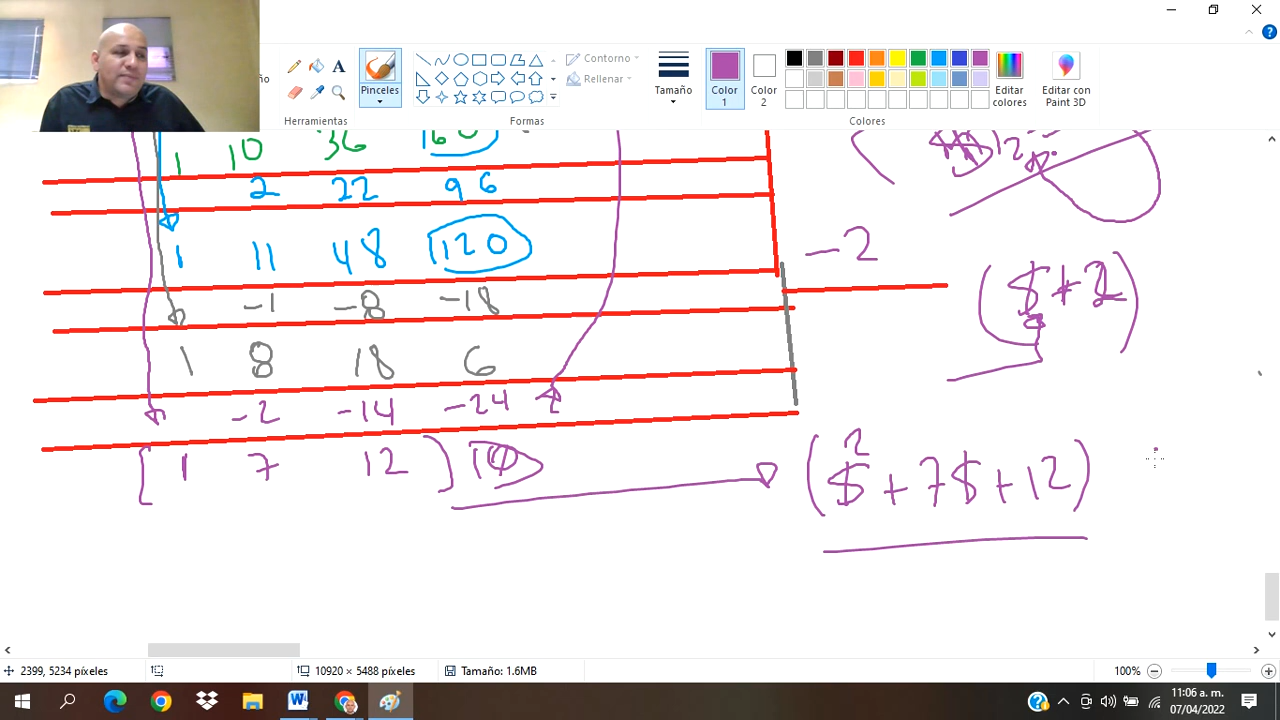 Contorno
Rellenar
Pinceles
Tamaño
Color 1
Color 2
Editar colores
Editar con Paint 3D
Herramientas
Formas
Colores
1 10 36 160
2 22 96
1 11 48 120
-1 -8 -18
1 8 18 6
-2 -14 -24
[1 7 12]
12
-2
($+2)
($² + 7$ + 12)
2399, 5234 píxeles
10920 × 5488 píxeles
Tamaño: 1.6MB
100%
W
11:06 a. m.
07/04/2022